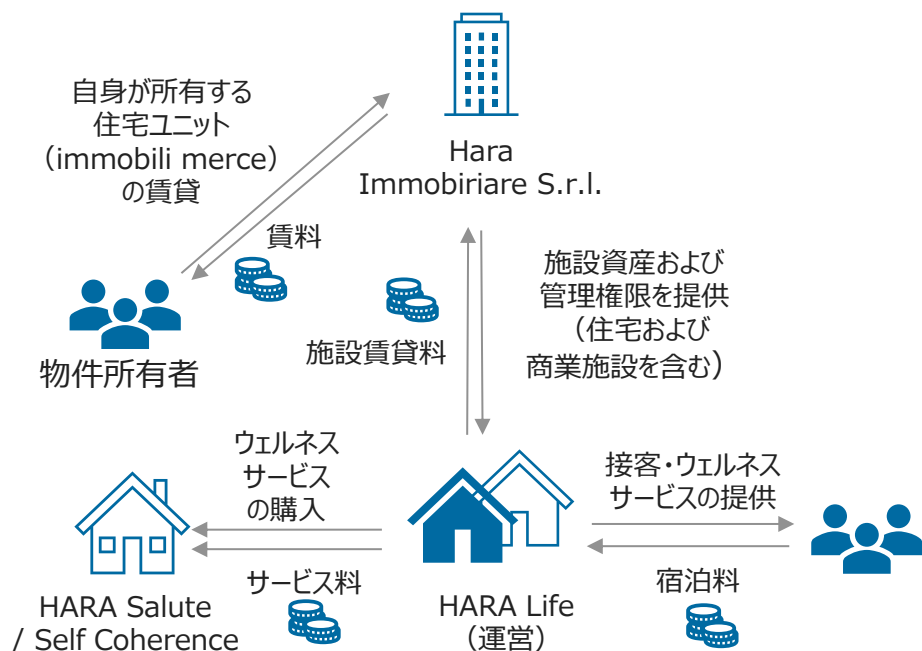 自身が所有する
住宅ユニット
（immobili merce）
の賃貸
Hara
Immobiriare S.r.l.
賃料
物件所有者
施設賃貸料
施設資産および
管理権限を提供
（住宅および
商業施設を含む）
ウェルネス
サービス
の購入
接客・ウェルネス
サービスの提供
サービス料
宿泊料
HARA Salute
/ Self Coherence
HARA Life
（運営）